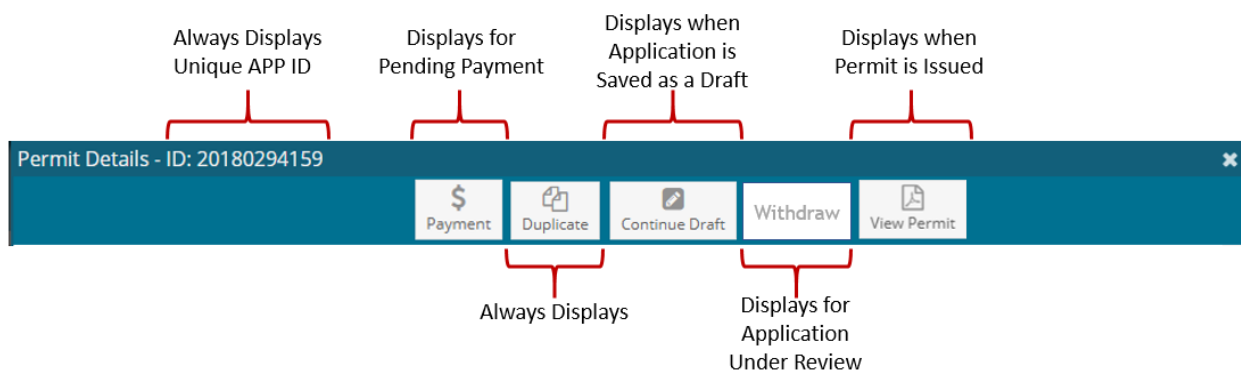 Always Displays
Unique APP ID
Displays for
Pending Payment
Displays when
Application is
Saved as a Draft
Displays when
Permit is Issued
Permit Details - ID: 20180294159
Payment
Duplicate
Continue Draft
Withdraw
View Permit
Always Displays
Displays for
Application
Under Review